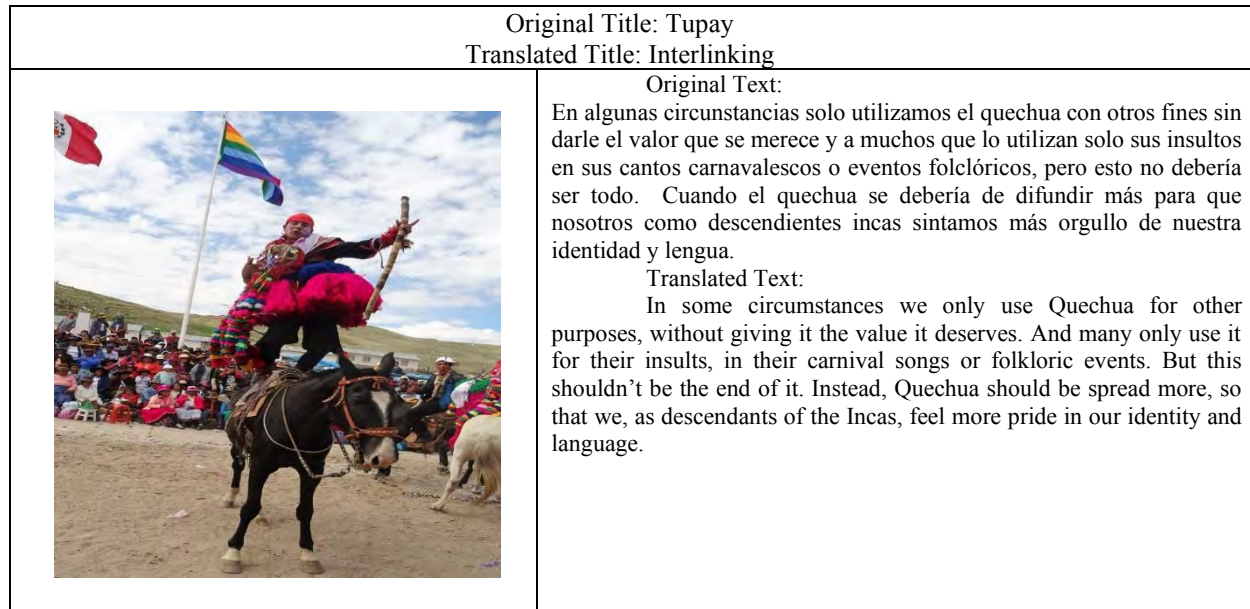 Original Title: Tupay
Translated Title: Interlinking
Original Text:
En algunas circunstancias solo utilizamos el quechua con otros fines sin
darle el valor que se merece y a muchos que lo utilizan solo sus insultos
en sus cantos carnavalescos o eventos folclóricos, pero esto no debería
ser todo. Cuando el quechua se debería de difundir más para que
nosotros como descendientes incas sintamos más orgullo de nuestra
identidad y lengua.
Translated Text:
In some circumstances we only use Quechua for other
purposes, without giving it the value it deserves. And many only use it
for their insults, in their carnival songs or folkloric events. But this
shouldn’t be the end of it. Instead, Quechua should be spread more, so
that we, as descendants of the Incas, feel more pride in our identity and
language.